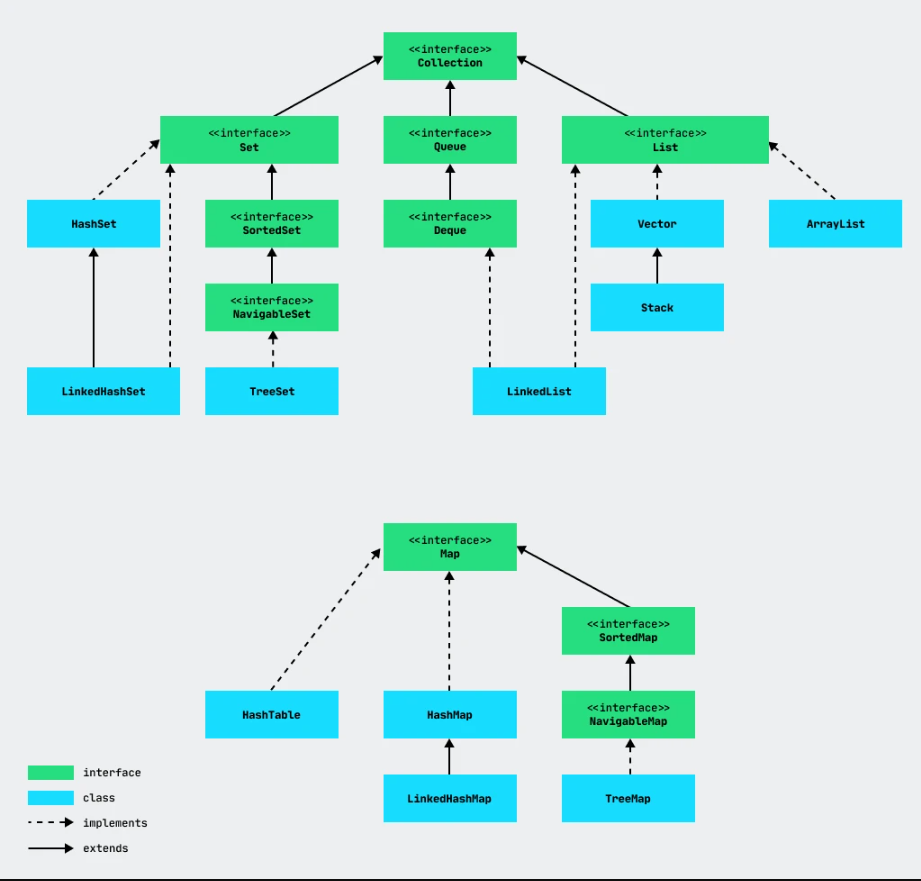 <<interface>>
Collection
<<interface>>
Set
<<interface>>
Queue
<<interface>>
List
HashSet
<<interface>>
SortedSet
<<interface>>
Deque
Vector
ArrayList
<<interface>>
NavigableSet
Stack
LinkedHashSet
TreeSet
LinkedList
<<interface>>
Map
<<interface>>
SortedMap
HashTable
HashMap
<<interface>>
NavigableMap
LinkedHashMap
TreeMap
interface
class
implements
extends